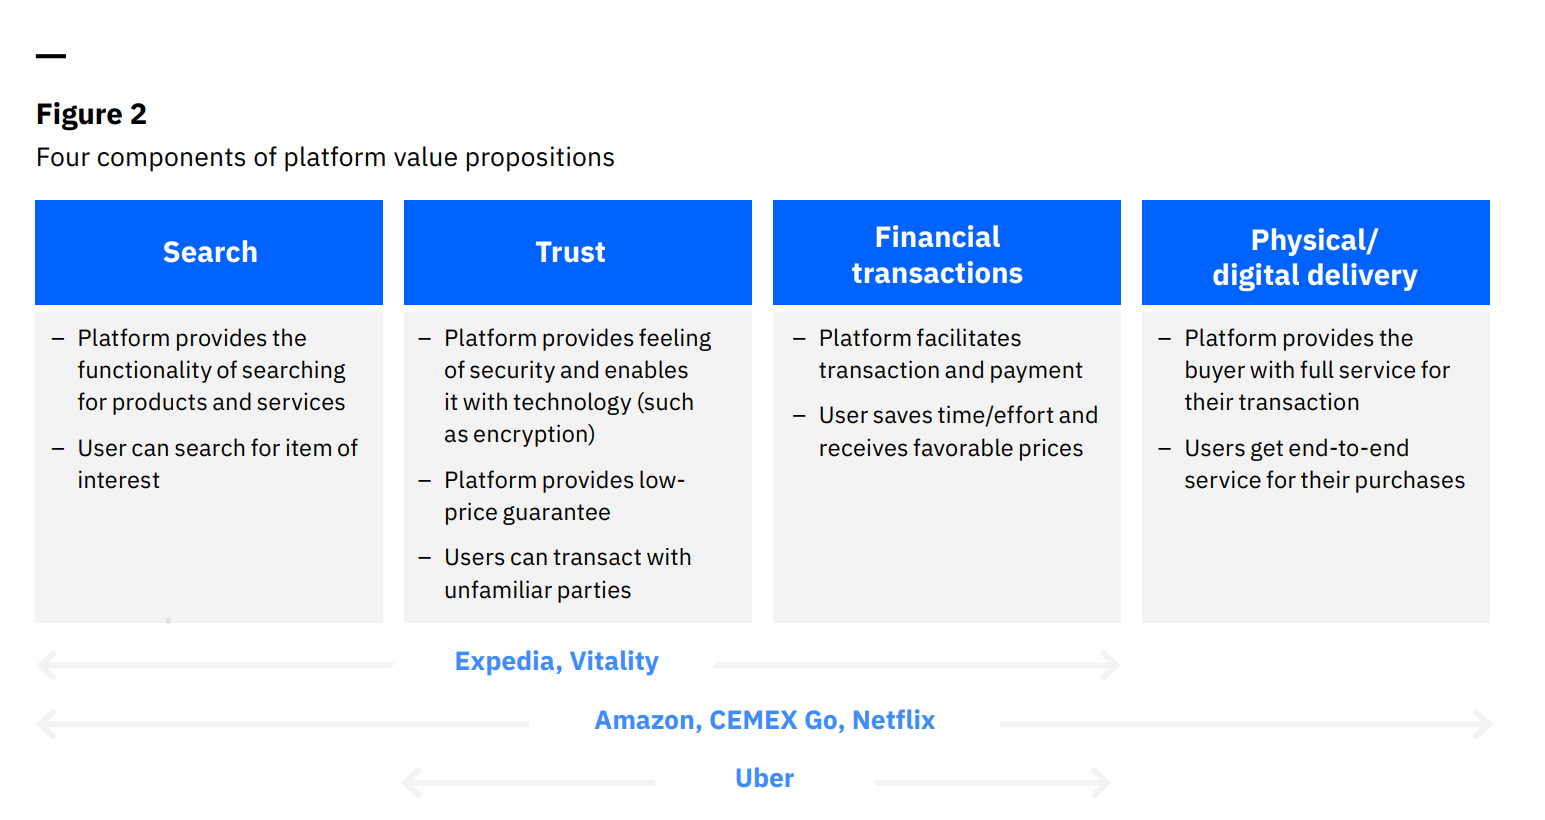 Figure 2
Four components of platform value propositions
Search
– Platform provides the
functionality of searching
for products and services
– User can search for item of
interest
Trust
– Platform provides feeling
of security and enables
it with technology (such
as encryption)
– Platform provides low-
price guarantee
– Users can transact with
unfamiliar parties
Financial
transactions
– Platform facilitates
transaction and payment
– User saves time/effort and
receives favorable prices
Physical/
digital delivery
– Platform provides the
buyer with full service for
their transaction
– Users get end-to-end
service for their purchases
Expedia, Vitality
Amazon, CEMEX Go, Netflix
Uber